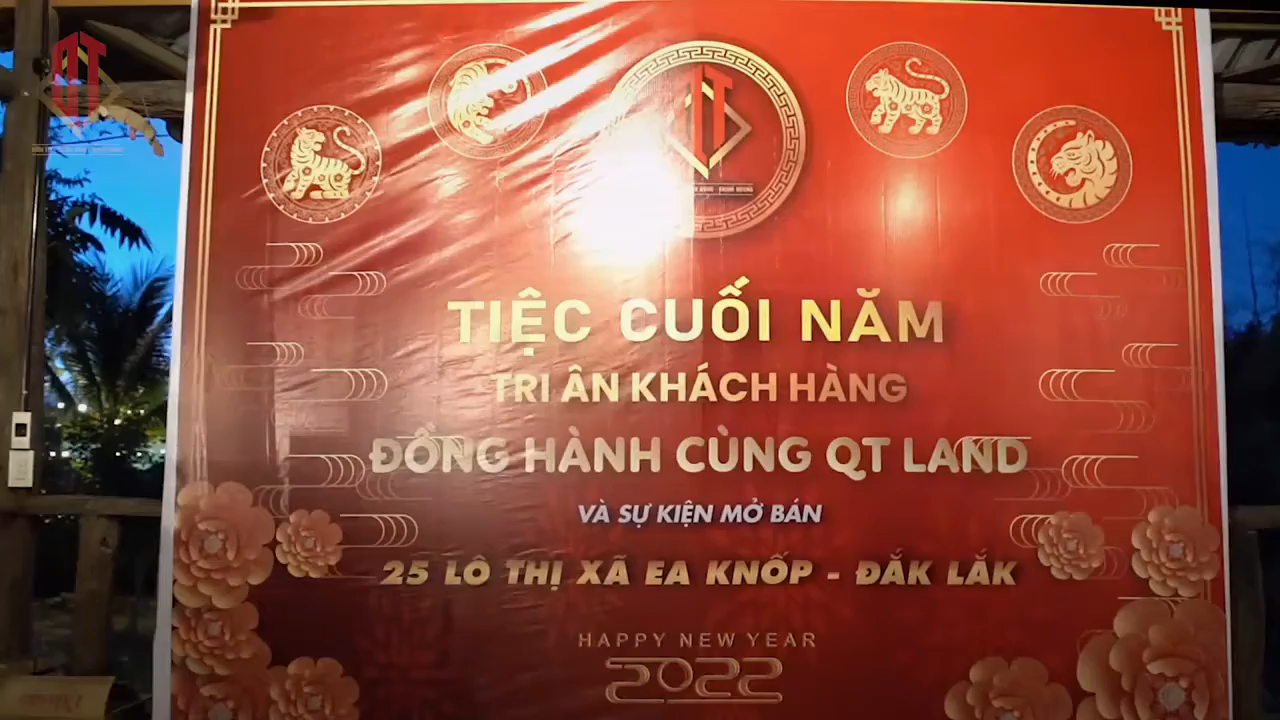 TIỆC CUỐI NĂM
TRI ÂN KHÁCH HÀNG
ĐỒNG HÀNH CÙNG QT LAND
VÀ SỰ KIỆN MỞ BÁN
25 LÔ THỊ XÃ EA KNỐP - ĐẮK LẮK
HAPPY NEW YEAR
2022